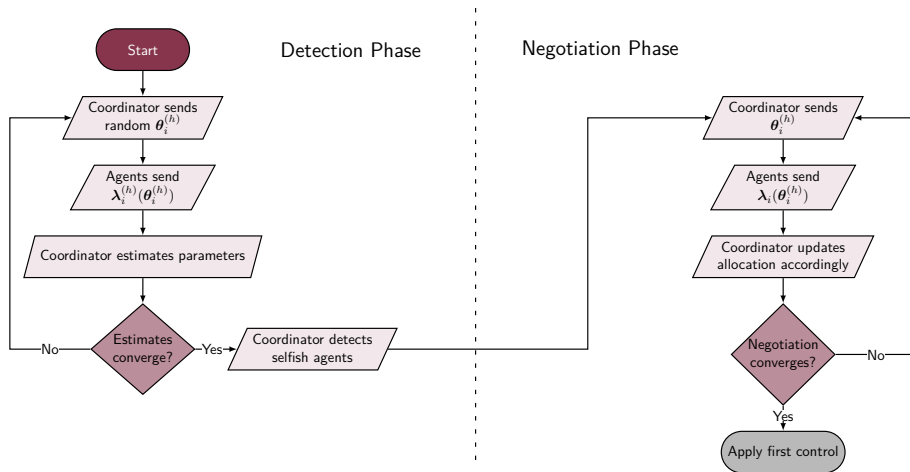 Detection Phase
Start
Coordinator sends
random θ_i^(h)
Agents send
λ_i^(h)(θ_i^(h))
Coordinator estimates parameters
Estimates
converge?
No
Yes
Coordinator detects
selfish agents
Negotiation Phase
Coordinator sends
θ_i^(h)
Agents send
λ_i(θ_i^(h))
Coordinator updates
allocation accordingly
Negotiation
converges?
No
Yes
Apply first control